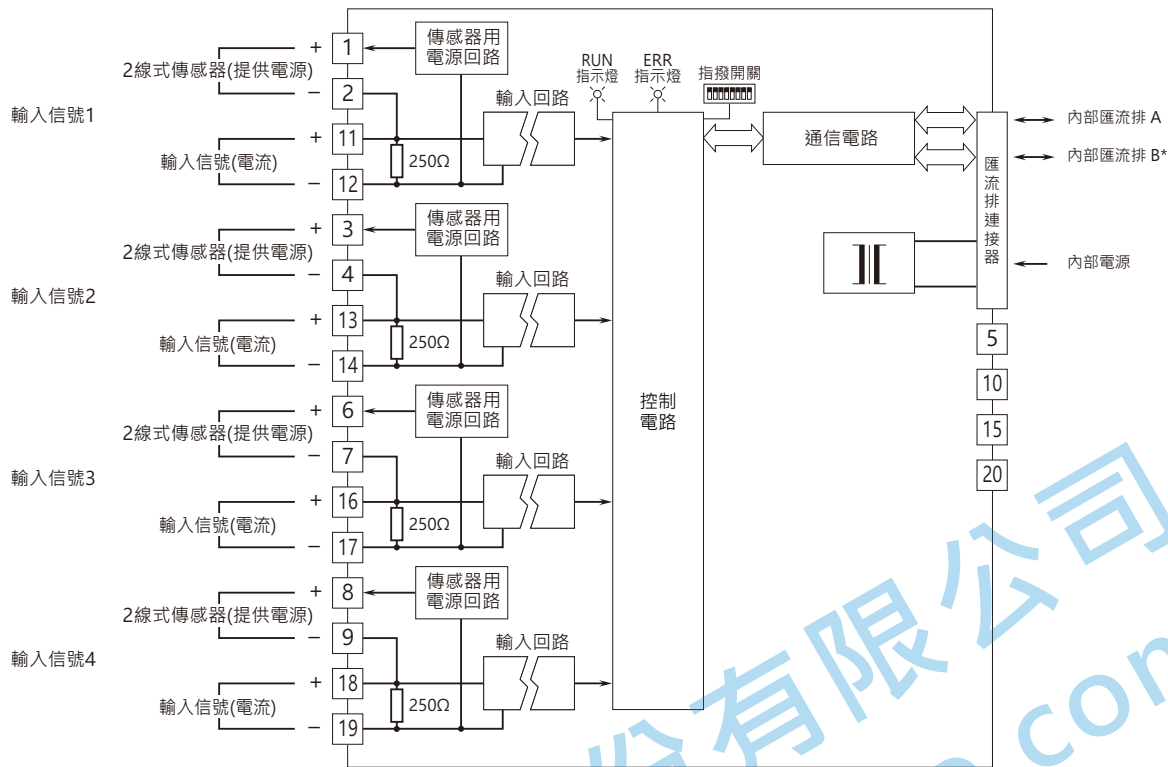 輸入信號1
2線式傳感器(提供電源)
+
1
−
2
輸入信號(電流)
+
11
−
12
傳感器用
電源回路
250Ω
輸入回路
輸入信號2
2線式傳感器(提供電源)
+
3
−
4
輸入信號(電流)
+
13
−
14
傳感器用
電源回路
250Ω
輸入回路
輸入信號3
2線式傳感器(提供電源)
+
6
−
7
輸入信號(電流)
+
16
−
17
傳感器用
電源回路
250Ω
輸入回路
輸入信號4
2線式傳感器(提供電源)
+
8
−
9
輸入信號(電流)
+
18
−
19
傳感器用
電源回路
250Ω
輸入回路
RUN
指示燈
ERR
指示燈
指撥開關
控制
電路
通信電路
匯流排連接器
內部匯流排 A
內部匯流排 B*
內部電源
5
10
15
20
份有限公司